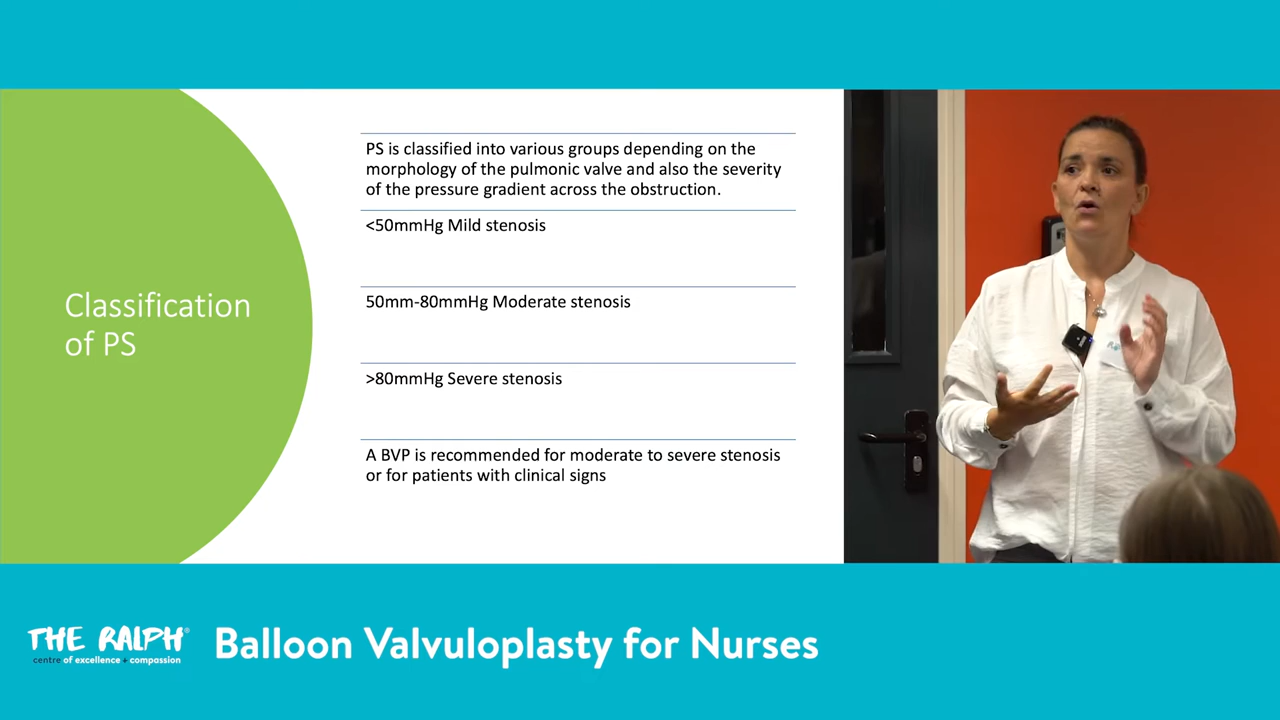 Classification
of PS
PS is classified into various groups depending on the
morphology of the pulmonic valve and also the severity
of the pressure gradient across the obstruction.
<50mmHg Mild stenosis
50mm-80mmHg Moderate stenosis
>80mmHg Severe stenosis
A BVP is recommended for moderate to severe stenosis
or for patients with clinical signs
THE RALPH®
centre of excellence + compassion
Balloon Valvuloplasty for Nurses